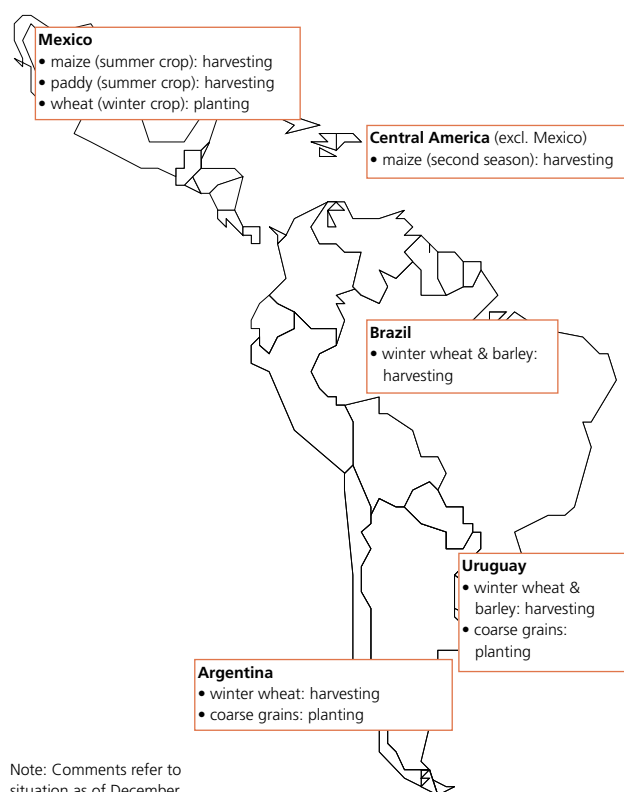 Mexico
• maize (summer crop): harvesting
• paddy (summer crop): harvesting
• wheat (winter crop): planting
Central America (excl. Mexico)
• maize (second season): harvesting
Brazil
• winter wheat & barley:
harvesting
Uruguay
• winter wheat &
barley: harvesting
• coarse grains:
planting
Argentina
• winter wheat: harvesting
• coarse grains: planting
Note: Comments refer to
situation as of December